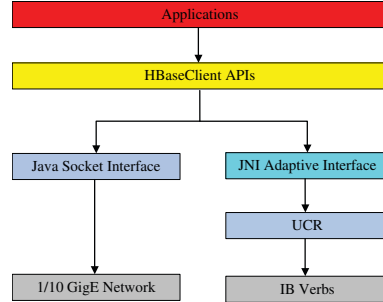 Applications
HBaseClient APIs
Java Socket Interface
JNI Adaptive Interface
UCR
1/10 GigE Network
IB Verbs